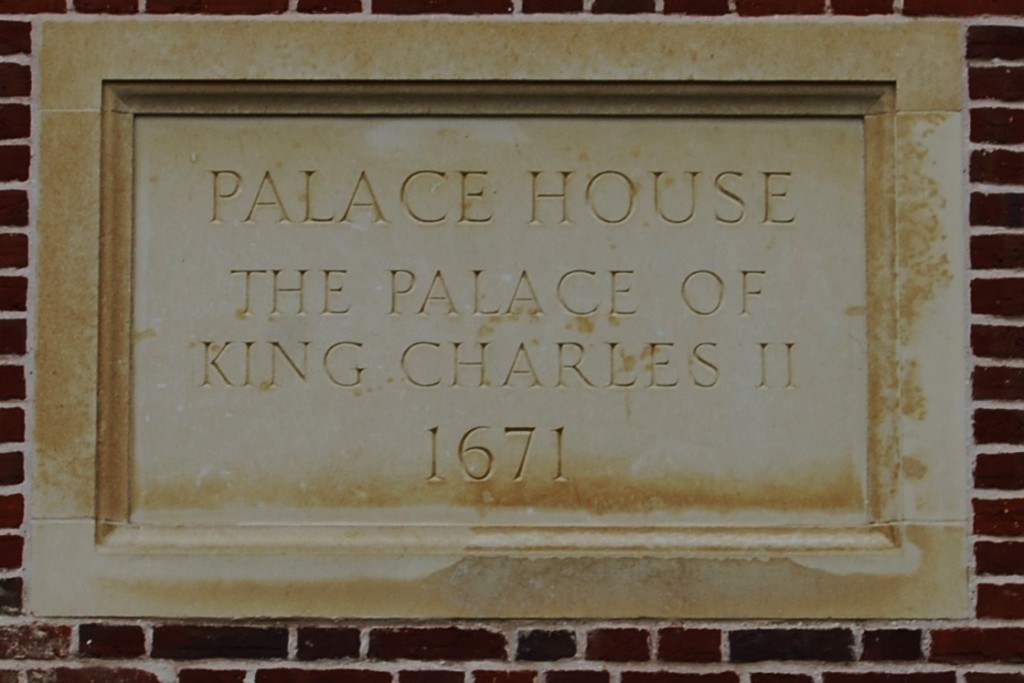 PALACE HOUSE
THE PALACE OF
KING CHARLES II
1671